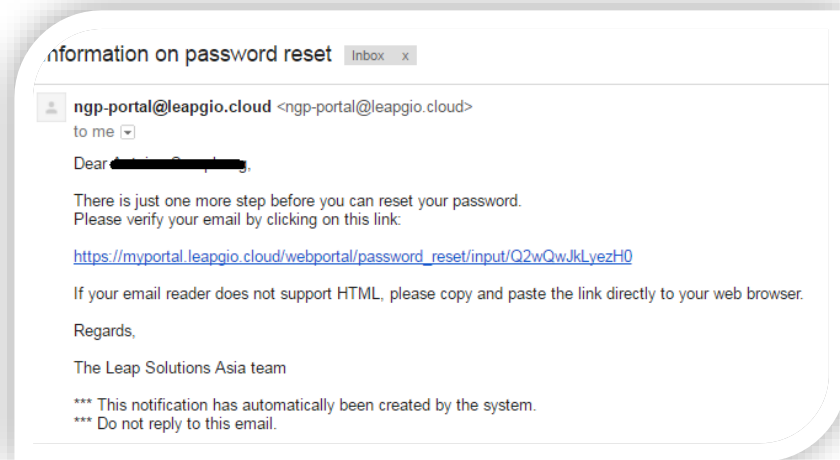 nformation on password reset Inbox x
ngp-portal@leapgio.cloud <ngp-portal@leapgio.cloud>
to me
Dear
There is just one more step before you can reset your password.
Please verify your email by clicking on this link:
https://myportal.leapgio.cloud/webportal/password_reset/input/Q2wQwJkLyezH0
If your email reader does not support HTML, please copy and paste the link directly to your web browser.
Regards,
The Leap Solutions Asia team
*** This notification has automatically been created by the system.
*** Do not reply to this email.